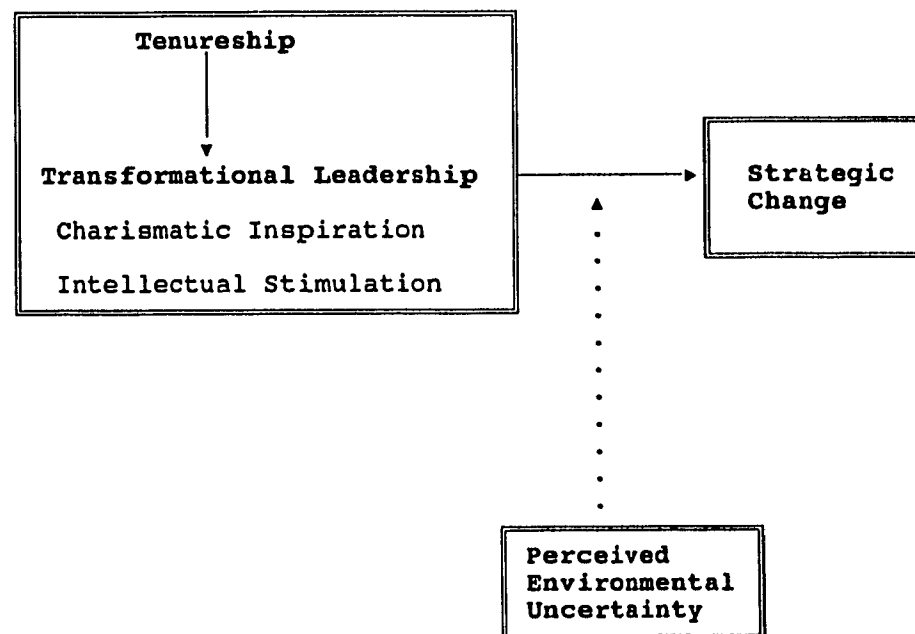 Tenureship
Transformational Leadership
Charismatic Inspiration
Intellectual Stimulation
Strategic
Change
Perceived
Environmental
Uncertainty